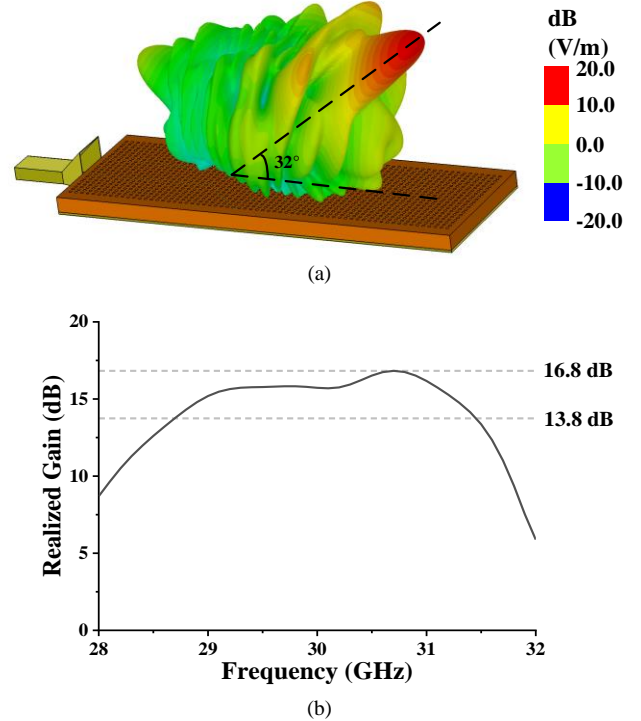 dB
(V/m)
20.0
10.0
0.0
-10.0
-20.0
32°
(a)
20
15
10
5
0
Realized Gain (dB)
16.8 dB
13.8 dB
28
29
30
31
32
Frequency (GHz)
(b)